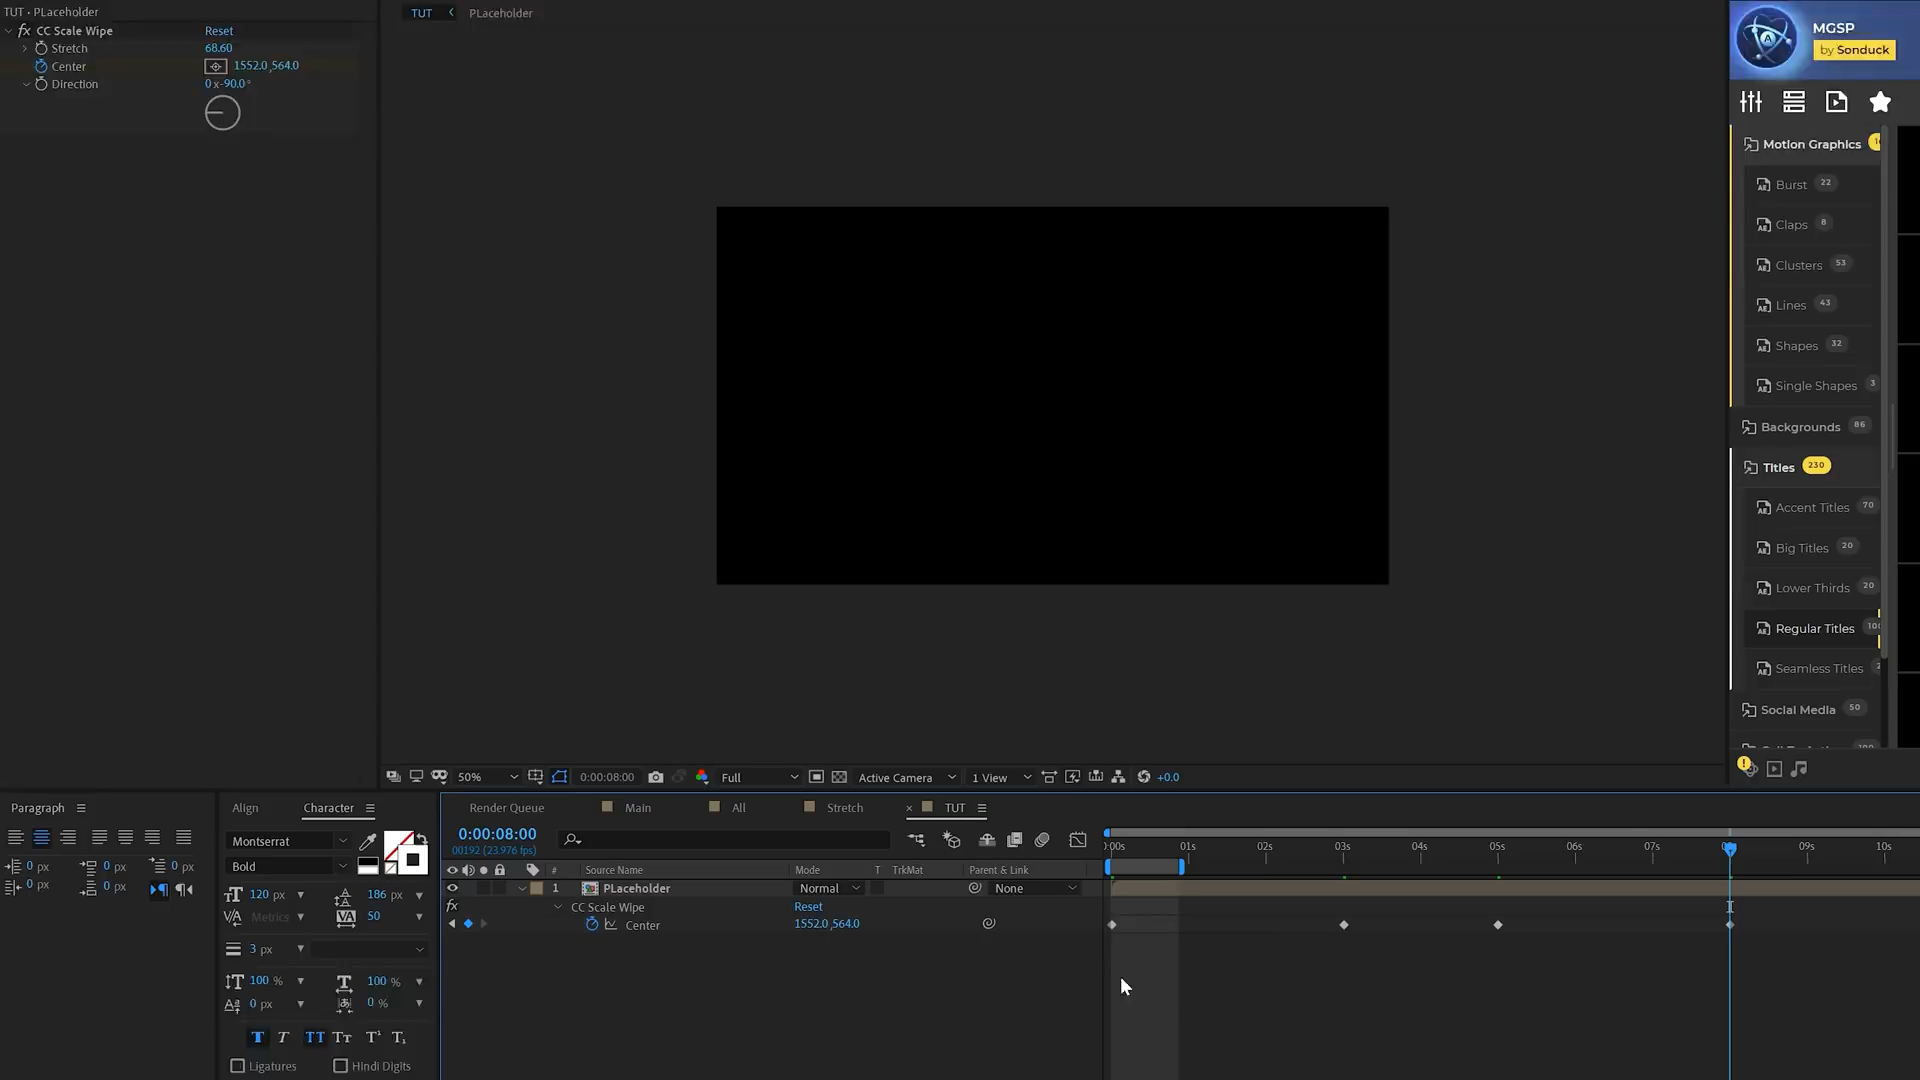 TUT • PLaceholder
fx CC Scale Wipe Reset
Stretch 68.60
Center 1552.0,564.0
Direction 0 x-90.0°
TUT PLaceholder
MGSP
by Sonduck
Motion Graphics
Burst 22
Claps 8
Clusters 53
Lines 43
Shapes 32
Single Shapes 3
Backgrounds 86
Titles 230
Accent Titles 70
Big Titles 20
Lower Thirds 20
Regular Titles 100
Seamless Titles
Social Media 50
50% 0:00:08:00 Full Active Camera 1 View +0.0
Paragraph
0 px 0 px 0 px
0 px 0 px
Align Character
Montserrat
Bold
120 px 186 px
Metrics 50
3 px
100 % 100 %
0 px 0 %
T T TT Tт T¹ T₁
Ligatures Hindi Digits
Render Queue Main All Stretch TUT
0:00:08:00
00192 (23.976 fps)
# Source Name Mode T TrkMat Parent & Link
1 PLaceholder Normal None
fx CC Scale Wipe Reset
Center 1552.0,564.0
01s 02s 03s 04s 05s 06s 07s 09s 10s